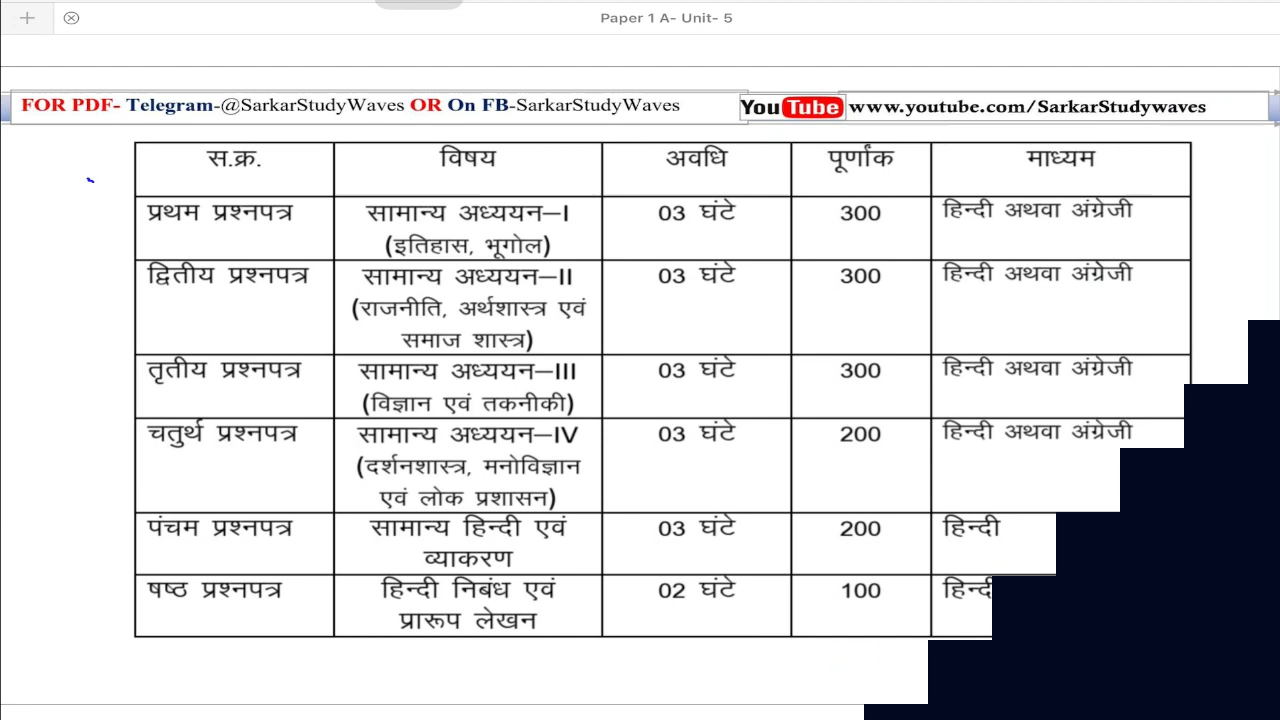 Paper 1 A- Unit- 5
FOR PDF- Telegram-@SarkarStudyWaves OR On FB-SarkarStudyWaves YouTube www.youtube.com/SarkarStudywaves
स.क्र. विषय अवधि पूर्णांक माध्यम
प्रथम प्रश्नपत्र सामान्य अध्ययन–I 03 घंटे 300 हिन्दी अथवा अंग्रेजी
(इतिहास, भूगोल)
द्वितीय प्रश्नपत्र सामान्य अध्ययन–II 03 घंटे 300 हिन्दी अथवा अंग्रेजी
(राजनीति, अर्थशास्त्र एवं
समाज शास्त्र)
तृतीय प्रश्नपत्र सामान्य अध्ययन–III 03 घंटे 300 हिन्दी अथवा अंग्रेजी
(विज्ञान एवं तकनीकी)
चतुर्थ प्रश्नपत्र सामान्य अध्ययन–IV 03 घंटे 200 हिन्दी अथवा अंग्रेजी
(दर्शनशास्त्र, मनोविज्ञान
एवं लोक प्रशासन)
पंचम प्रश्नपत्र सामान्य हिन्दी एवं 03 घंटे 200 हिन्दी
व्याकरण
षष्ठ प्रश्नपत्र हिन्दी निबंध एवं 02 घंटे 100
प्रारूप लेखन